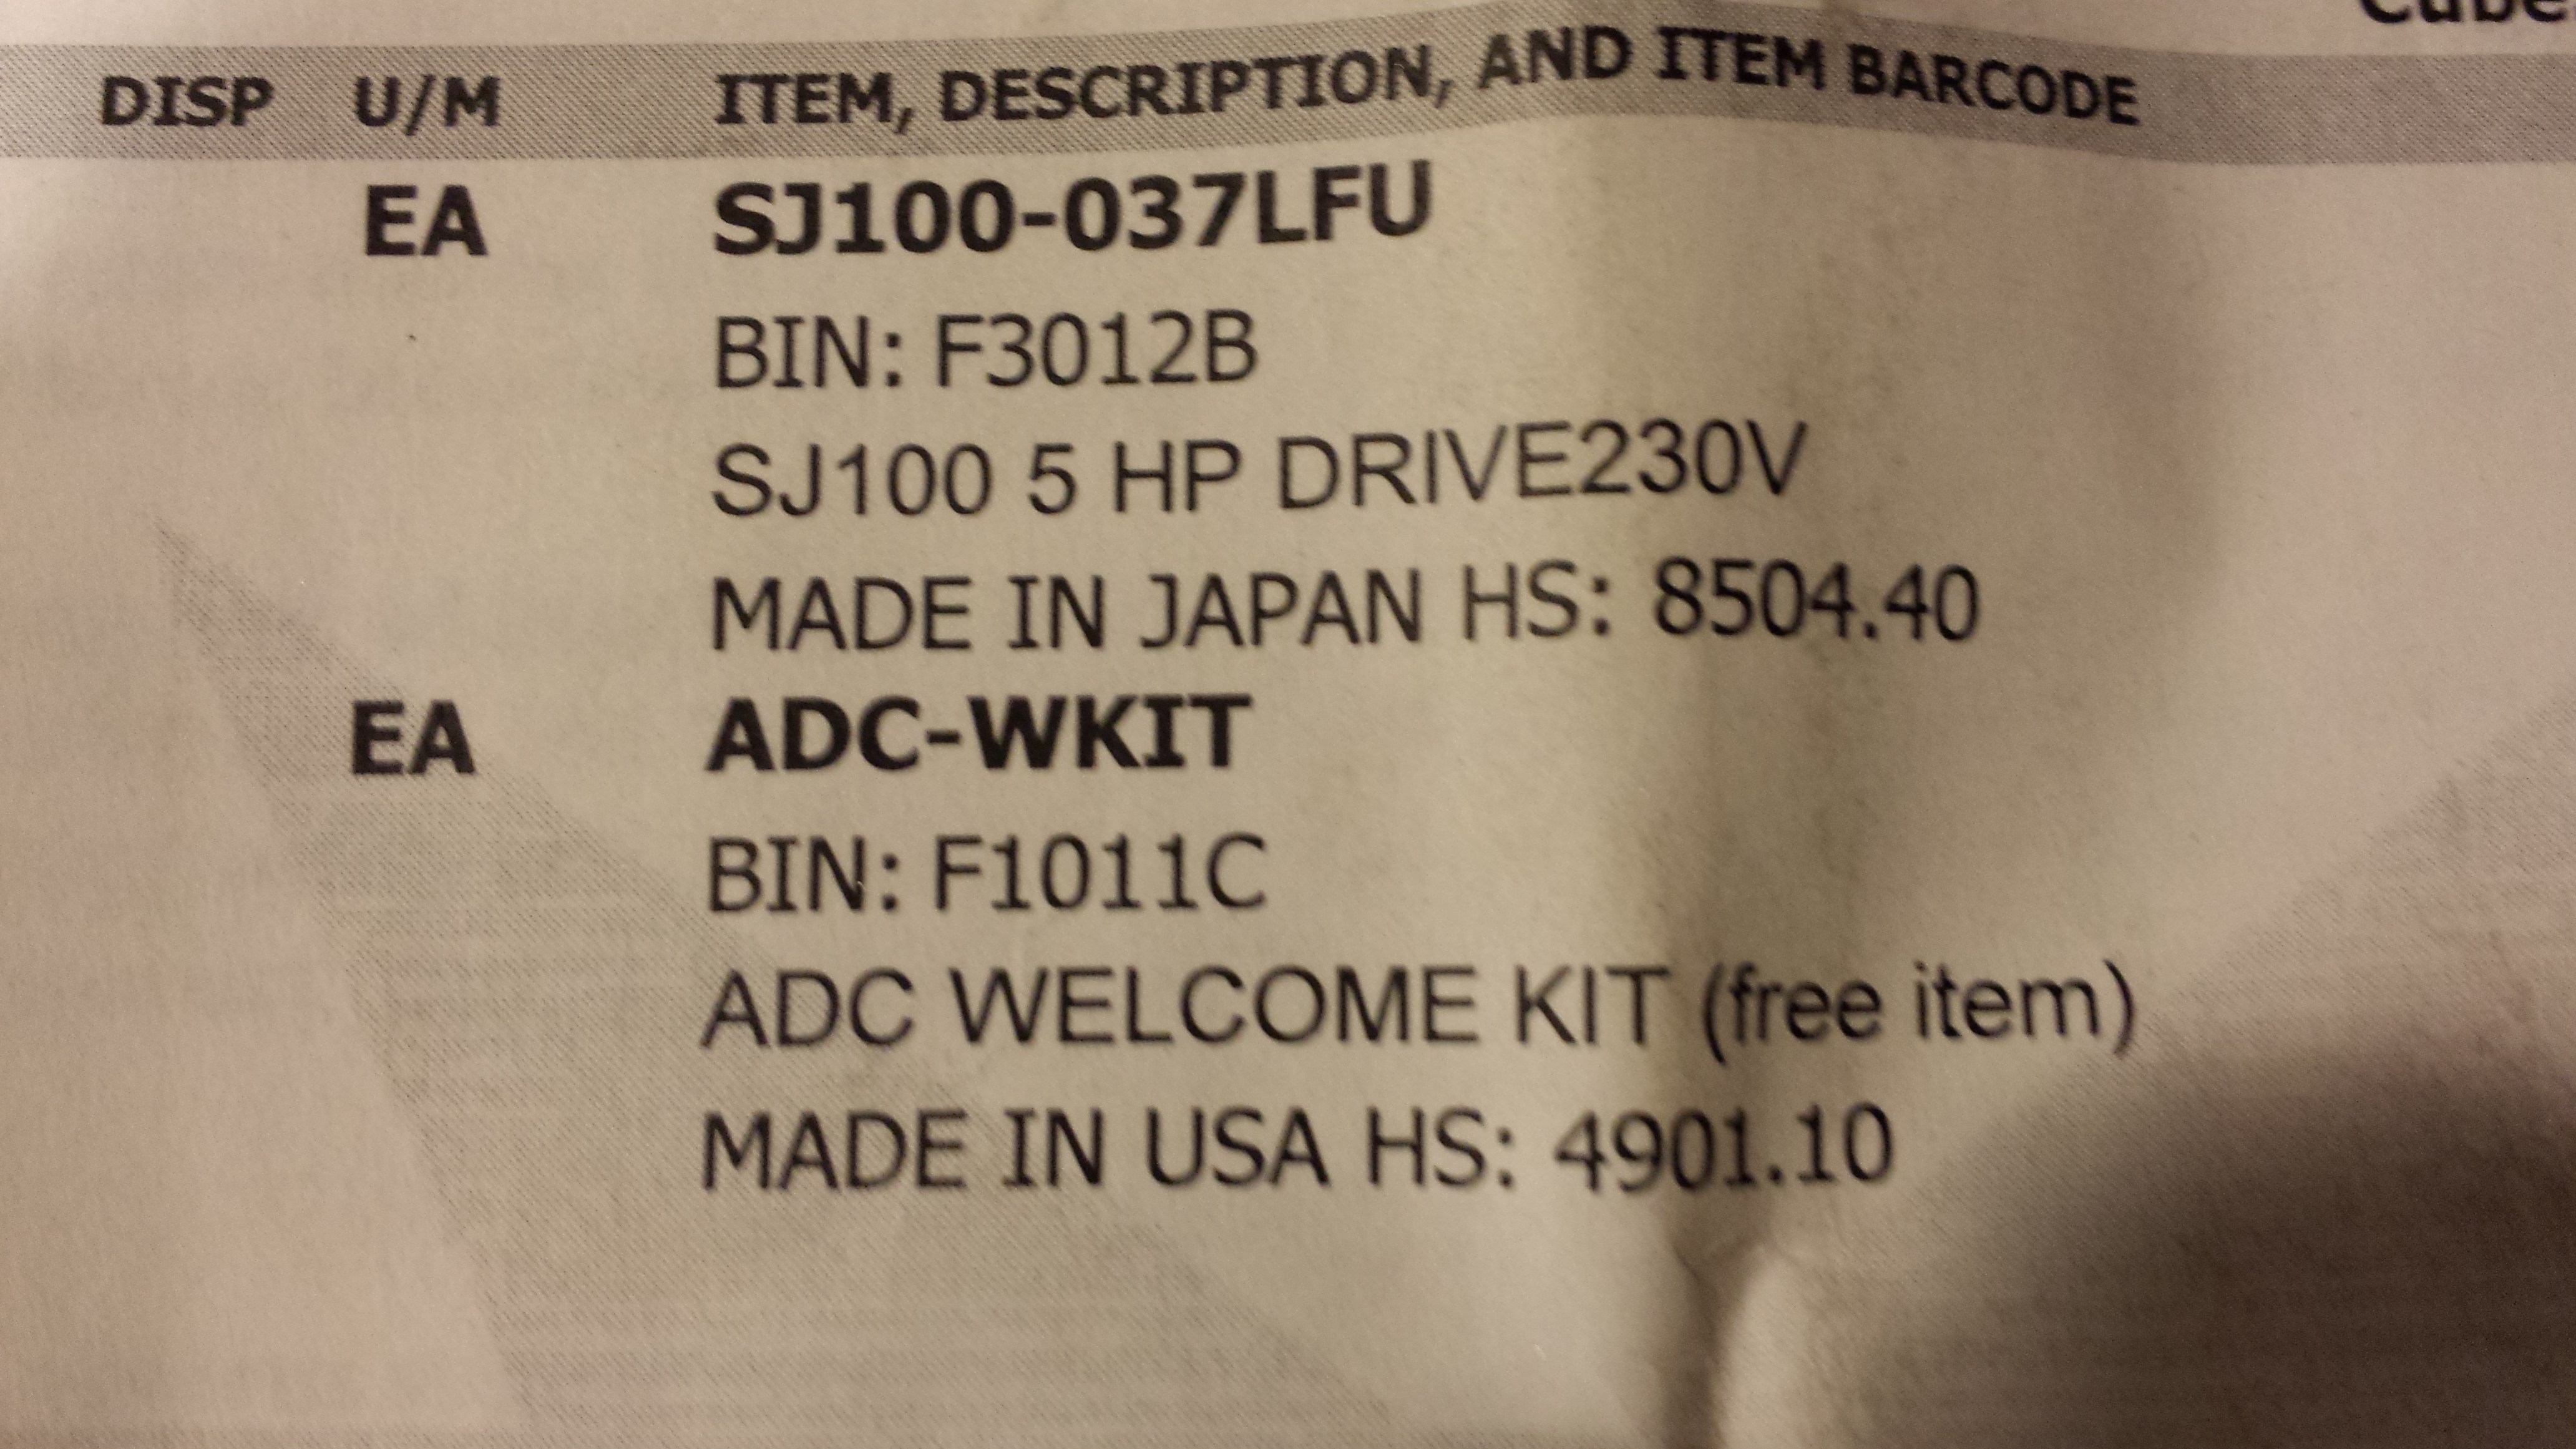 Cube
DISP U/M ITEM, DESCRIPTION, AND ITEM BARCODE
EA SJ100-037LFU
BIN: F3012B
SJ100 5 HP DRIVE230V
MADE IN JAPAN HS: 8504.40
EA ADC-WKIT
BIN: F1011C
ADC WELCOME KIT (free item)
MADE IN USA HS: 4901.10